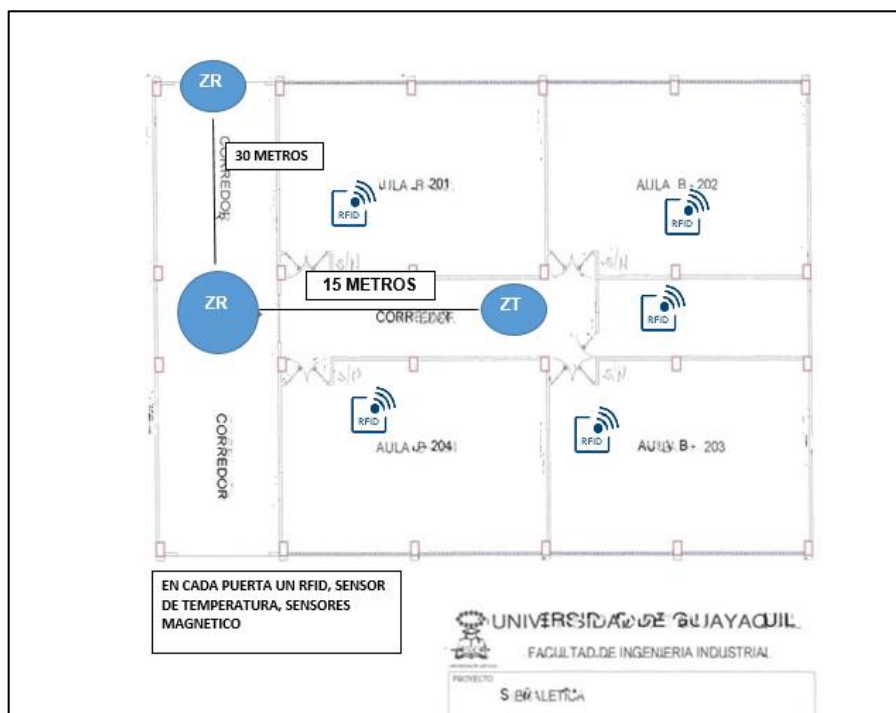 ZR
30 METROS
CORREDOR
AULA B-201
AULA B-202
RFID
RFID
S/N
S/N
15 METROS
ZR
ZT
CORREDOR
RFID
S/N
RFID
RFID
CORREDOR
AULA B-204
AULA B-203
EN CADA PUERTA UN RFID, SENSOR
DE TEMPERATURA, SENSORES
MAGNETICO
UNIVERSIDAD DE GUAYAQUIL
FACULTAD DE INGENIERIA INDUSTRIAL
PROYECTO